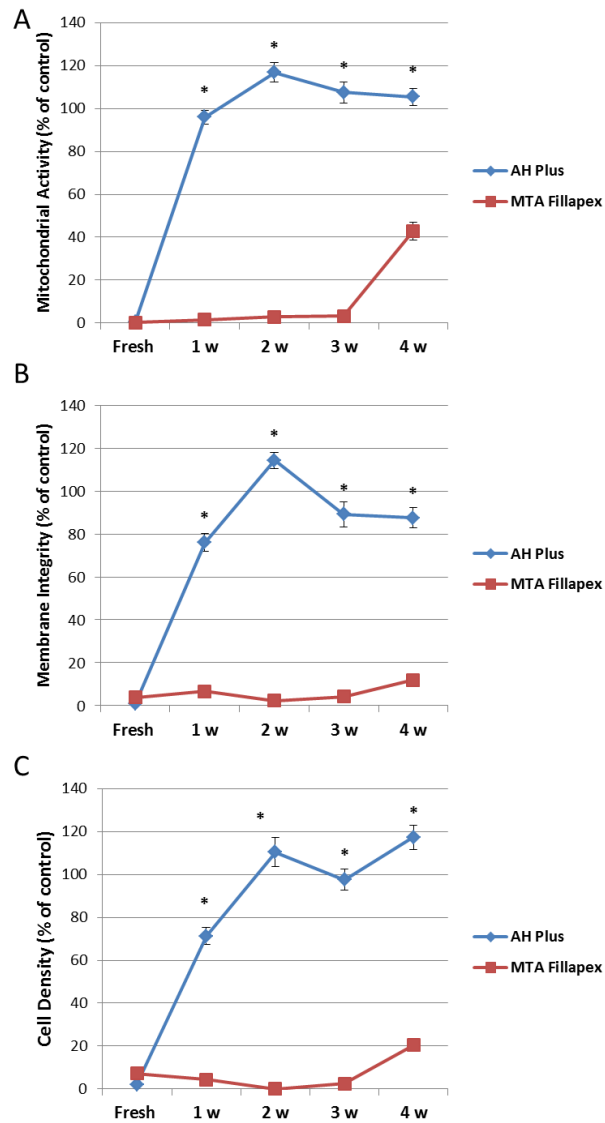 A
Mitochondrial Activity (% of control)
140
120
100
80
60
40
20
0
* * * *
Fresh 1 w 2 w 3 w 4 w
AH Plus
MTA Fillapex
B
Membrane Integrity (% of control)
140
120
100
80
60
40
20
0
* * * *
Fresh 1 w 2 w 3 w 4 w
AH Plus
MTA Fillapex
C
Cell Density (% of control)
140
120
100
80
60
40
20
0
* * * *
Fresh 1 w 2 w 3 w 4 w
AH Plus
MTA Fillapex